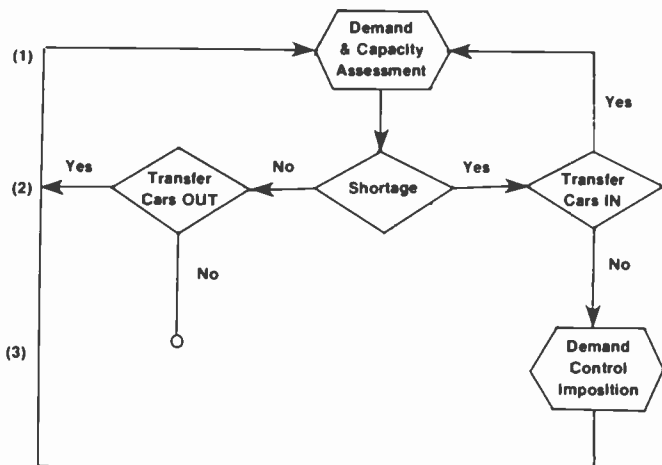 Demand
& Capacity
Assessment
(1)
Yes
Yes
No
Yes
(2)
Transfer
Cars OUT
Shortage
Transfer
Cars IN
No
No
(3)
Demand
Control
Imposition